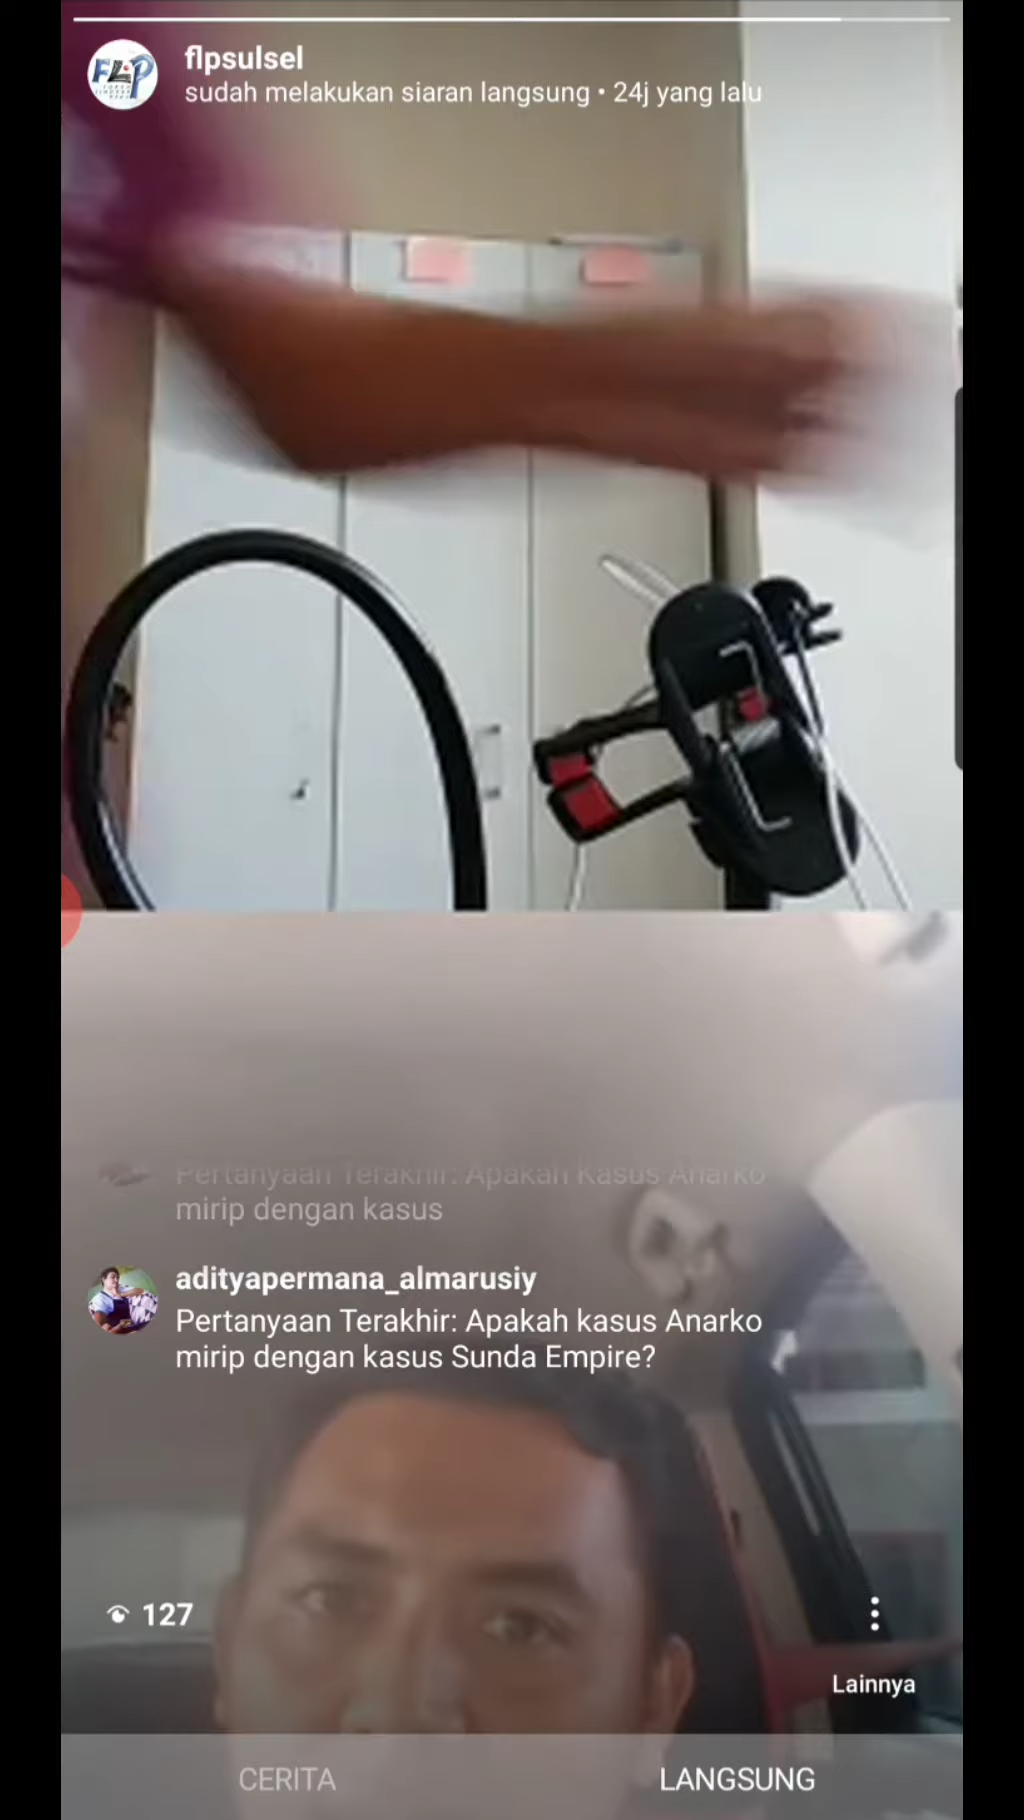 flpsulsel
sudah melakukan siaran langsung • 24j yang lalu
FLP
Pertanyaan Terakhir: Apakah Kasus Anarko
mirip dengan kasus
adityapermana_almarusiy
Pertanyaan Terakhir: Apakah kasus Anarko
mirip dengan kasus Sunda Empire?
127
Lainnya
CERITA
LANGSUNG